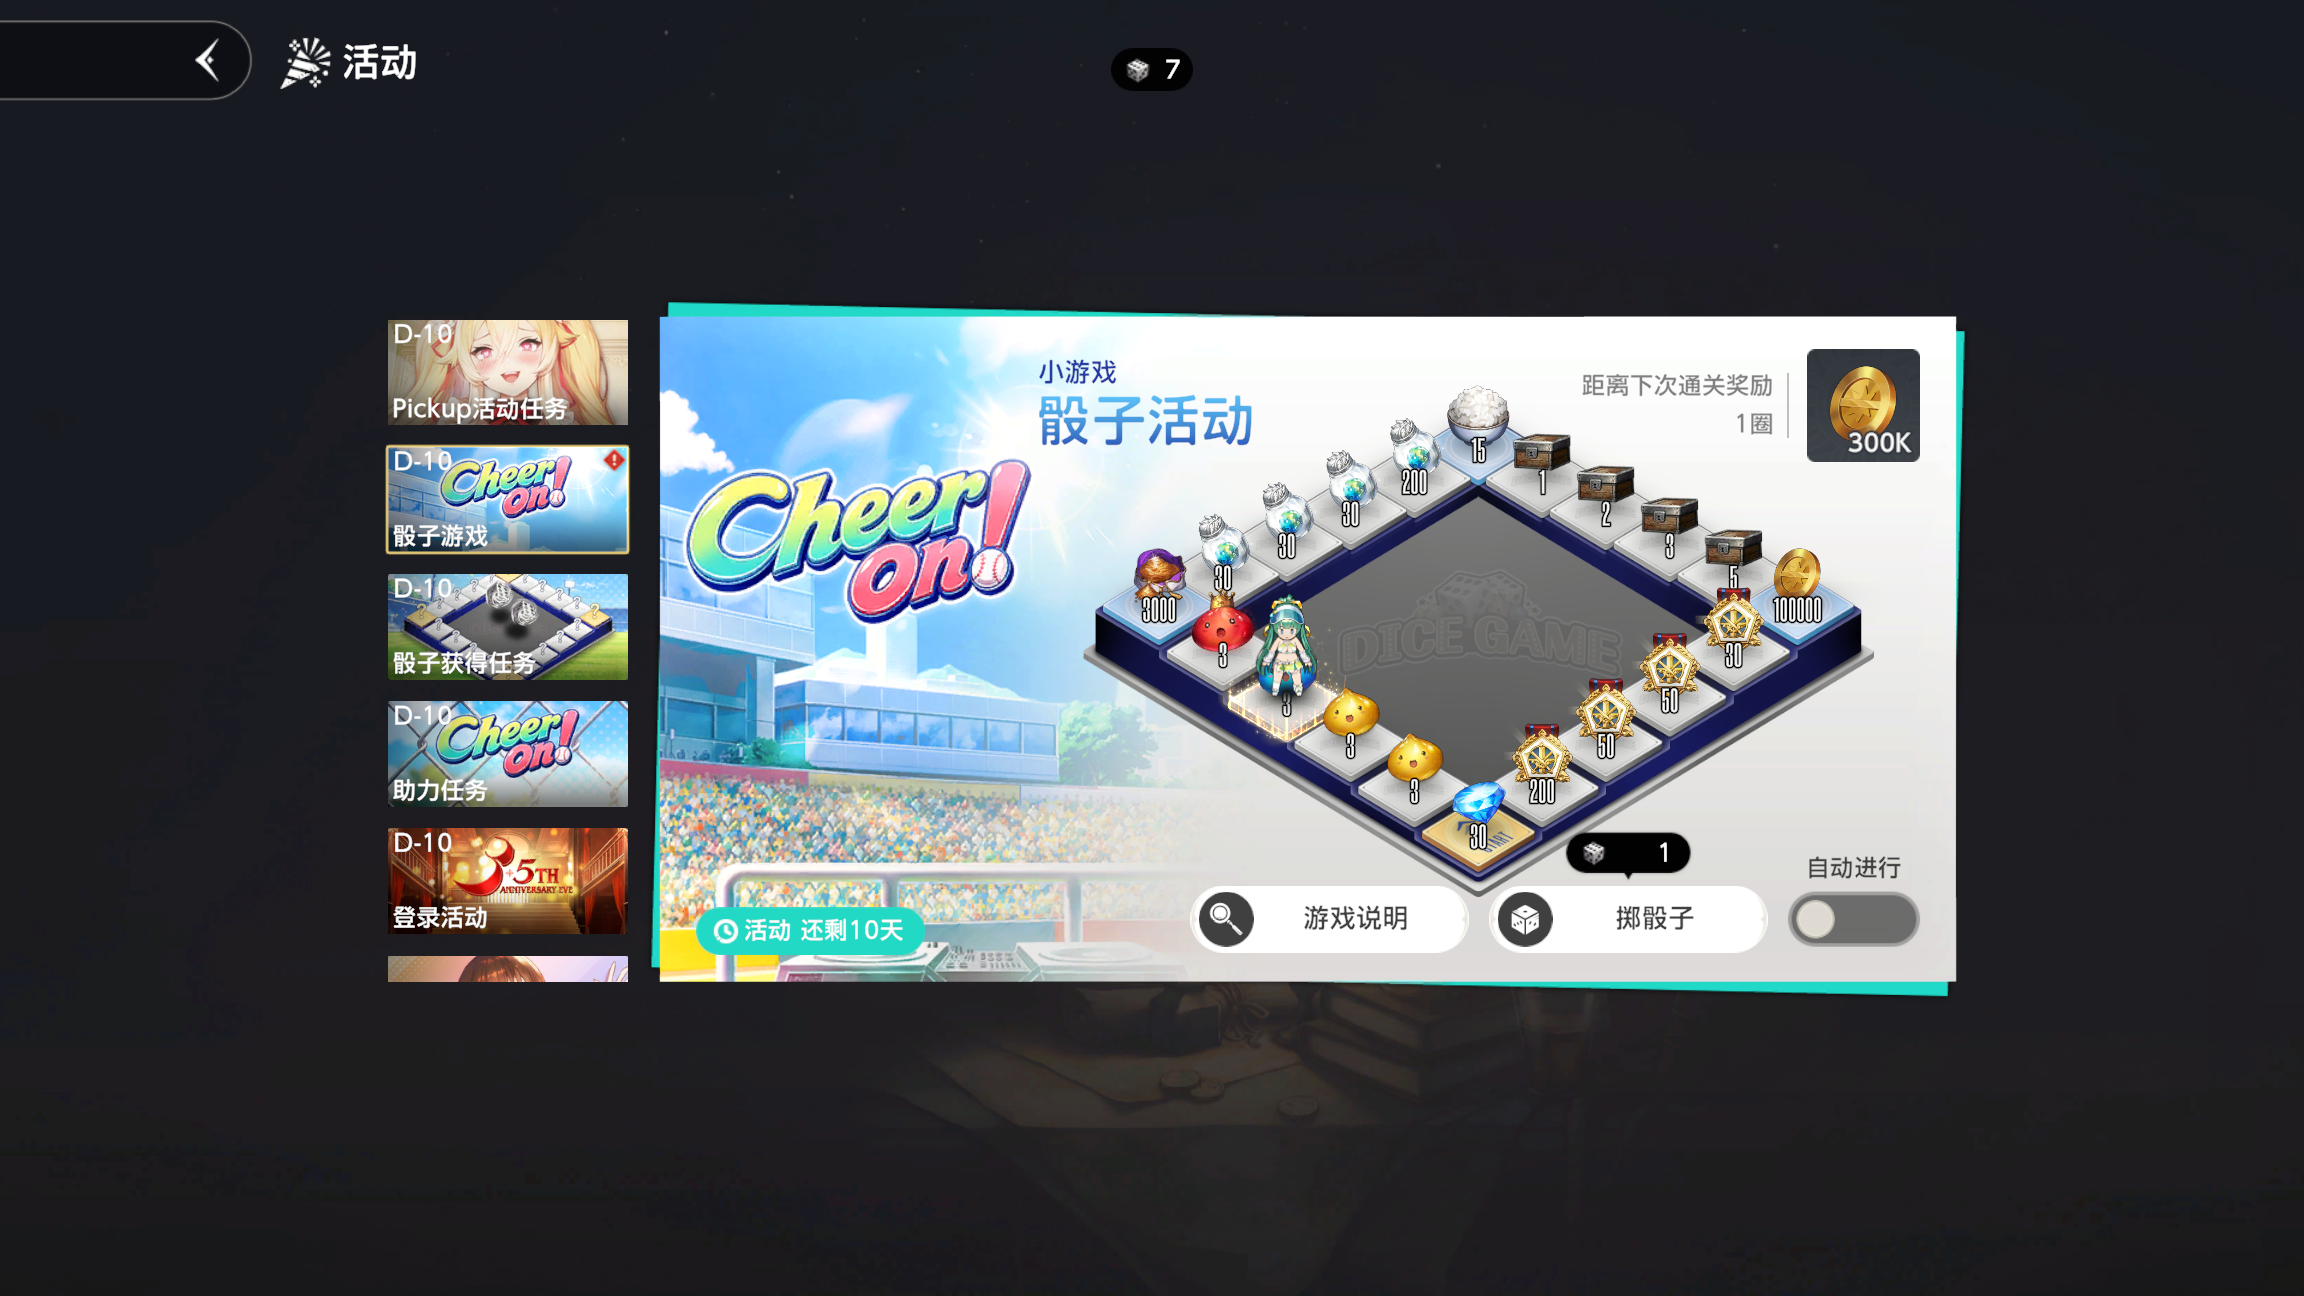 活动
7
D-10
Pickup活动任务
D-10
Cheer on!
骰子游戏
D-10
骰子获得任务
D-10
Cheer on!
助力任务
D-10
3.5TH
ANNIVERSARY EVE
登录活动
Cheer
on!
小游戏
骰子活动
距离下次通关奖励
1圈
300K
15
200
1
30
2
30
3
30
5
3000
100000
3
30
3
50
3
50
3
200
30
START
DICE GAME
1
自动进行
活动 还剩10天
游戏说明
掷骰子